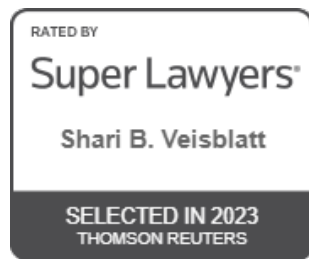 RATED BY
Super Lawyers®
Shari B. Veisblatt
SELECTED IN 2023
THOMSON REUTERS